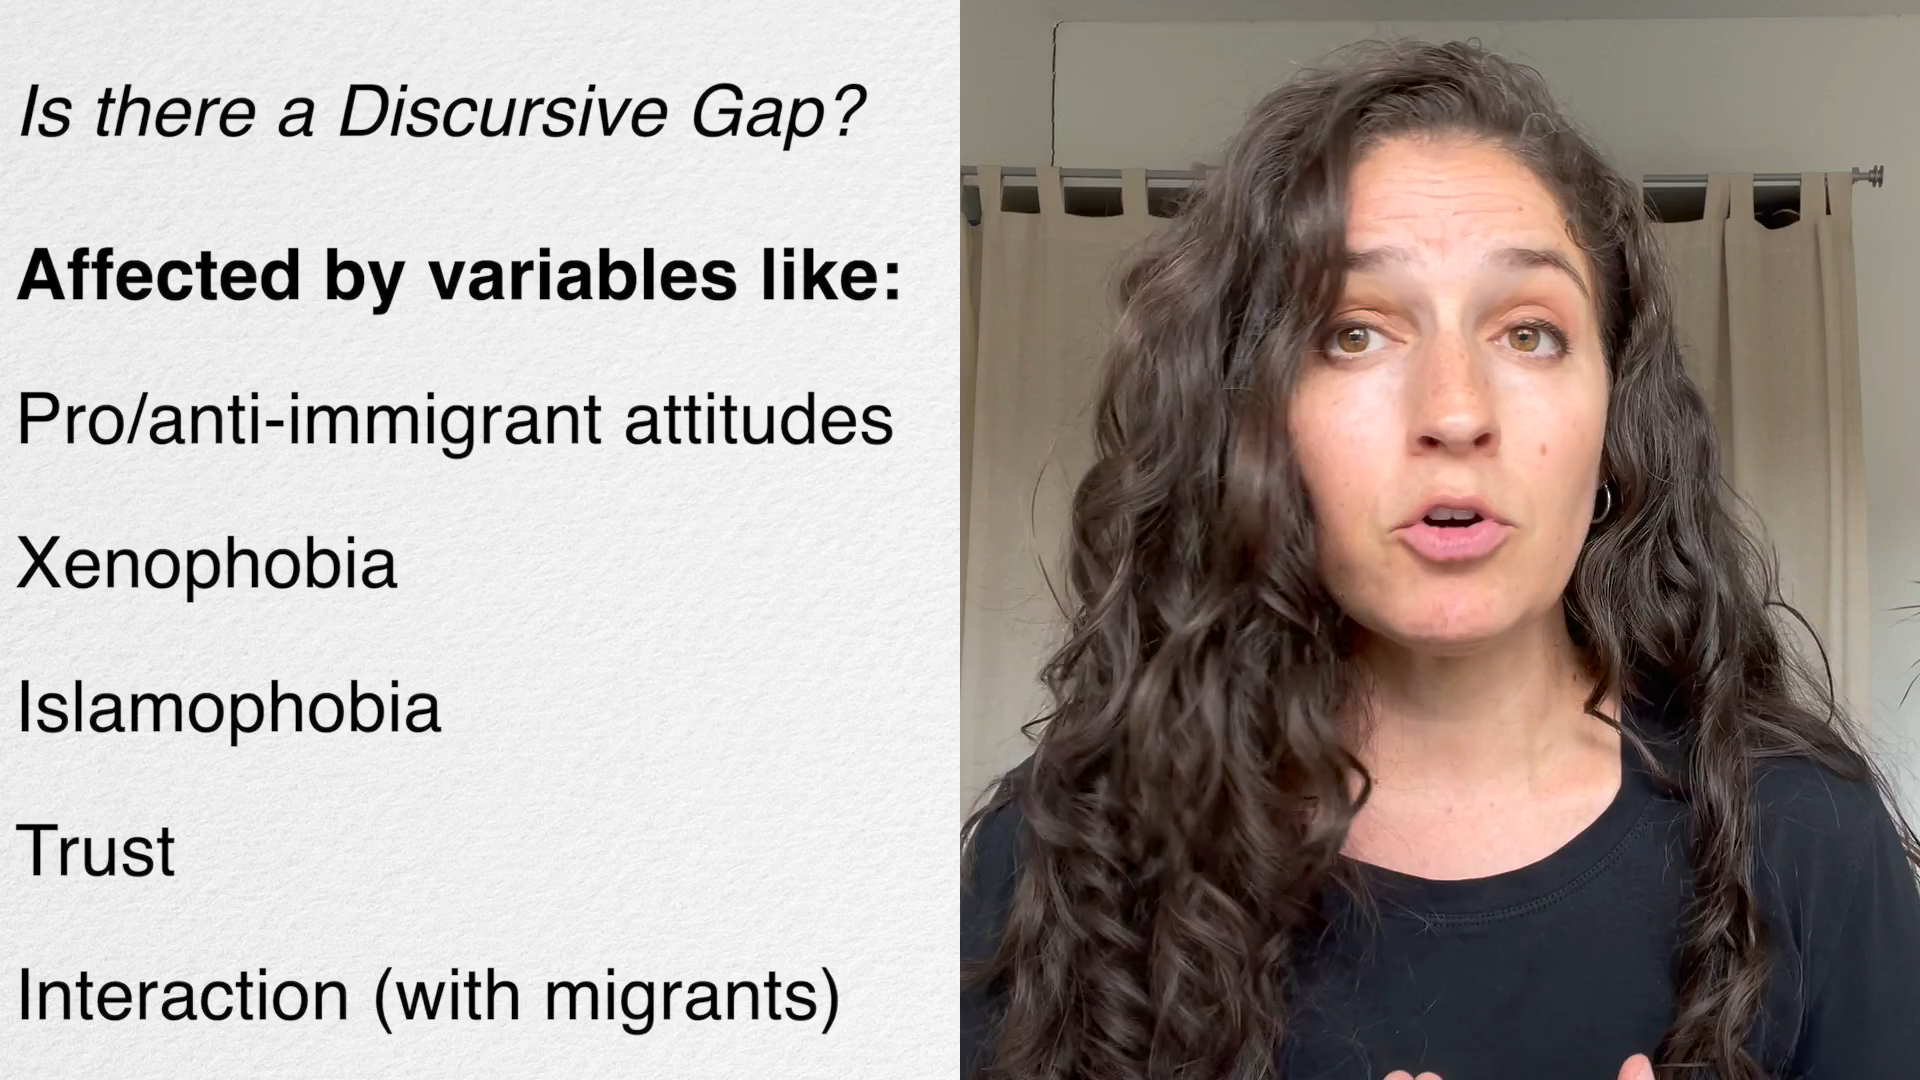 Is there a Discursive Gap?
Affected by variables like:
Pro/anti-immigrant attitudes
Xenophobia
Islamophobia
Trust
Interaction (with migrants)